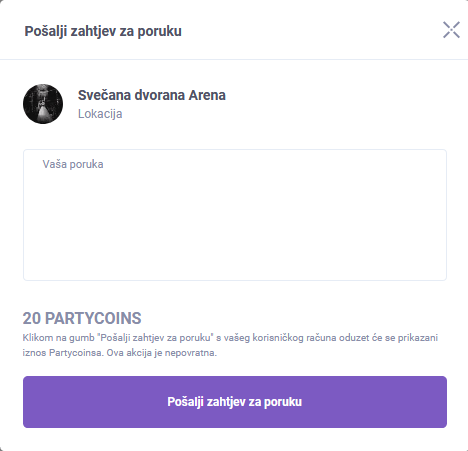 Pošalji zahtjev za poruku
Svečana dvorana Arena
Lokacija
Vaša poruka
20 PARTYCOINS
Klikom na gumb "Pošalji zahtjev za poruku" s vašeg korisničkog računa oduzet će se prikazani
iznos Partycoinsa. Ova akcija je nepovratna.
Pošalji zahtjev za poruku